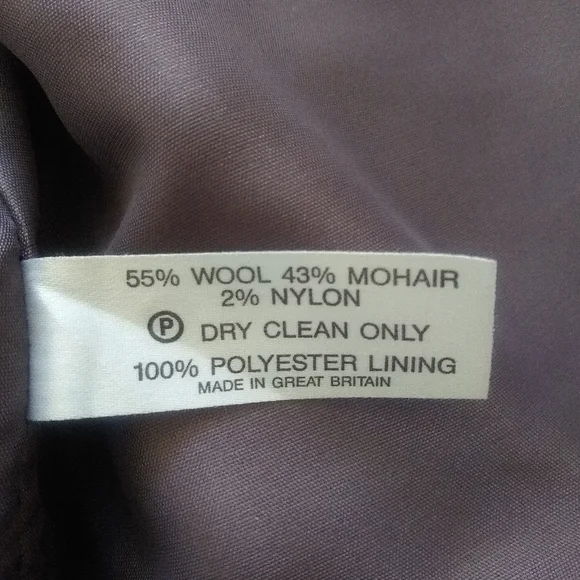 55% WOOL 43% MOHAIR
2% NYLON
Ⓟ DRY CLEAN ONLY
100% POLYESTER LINING
MADE IN GREAT BRITAIN